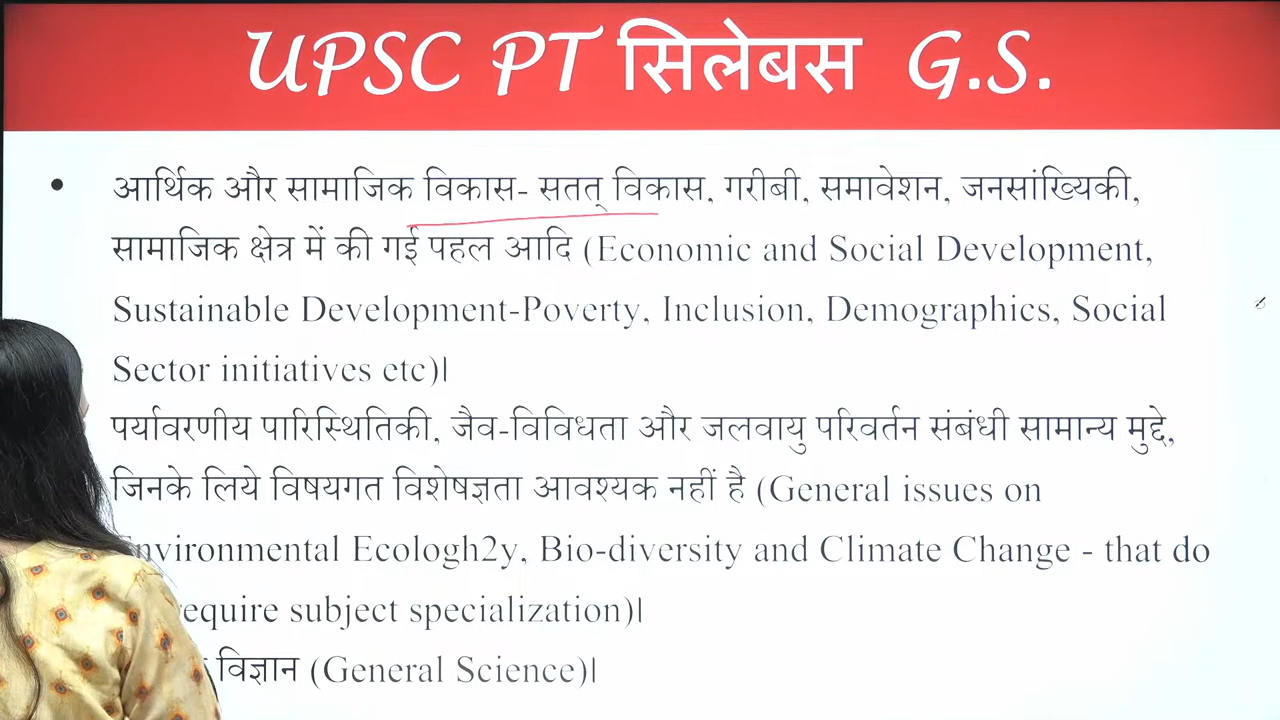 UPSC PT सिलेबस G.S.
• आर्थिक और सामाजिक विकास- सतत् विकास, गरीबी, समावेशन, जनसांख्यिकी,
सामाजिक क्षेत्र में की गई पहल आदि (Economic and Social Development,
Sustainable Development-Poverty, Inclusion, Demographics, Social
Sector initiatives etc)।
पर्यावरणीय पारिस्थितिकी, जैव-विविधता और जलवायु परिवर्तन संबंधी सामान्य मुद्दे,
जिनके लिये विषयगत विशेषज्ञता आवश्यक नहीं है (General issues on
Environmental Ecologh2y, Bio-diversity and Climate Change - that do
require subject specialization)।
विज्ञान (General Science)।